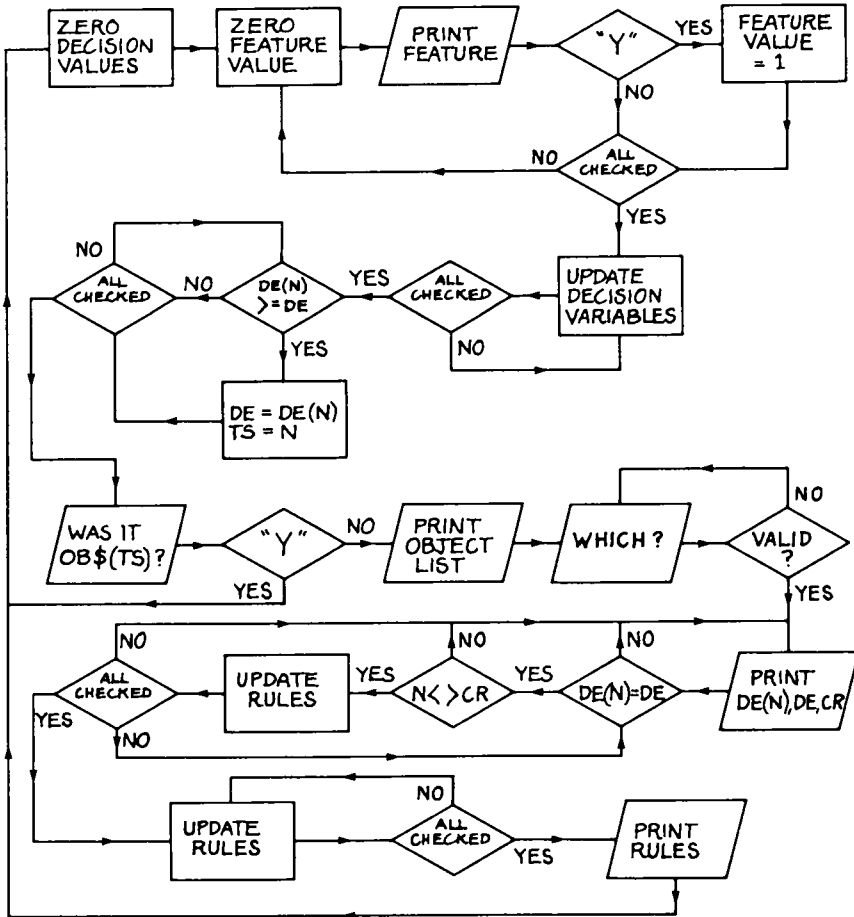 ZERO
DECISION
VALUES
ZERO
FEATURE
VALUE
PRINT
FEATURE
"Y"
YES
FEATURE
VALUE
= 1
NO
ALL
CHECKED
NO
YES
UPDATE
DECISION
VARIABLES
ALL
CHECKED
NO
YES
DE(N)
>=DE
NO
YES
ALL
CHECKED
NO
DE = DE(N)
TS = N
WAS IT
OB$(TS)?
"Y"
NO
YES
PRINT
OBJECT
LIST
WHICH?
VALID
?
NO
YES
PRINT
DE(N),DE,CR
DE(N)=DE
NO
YES
N<>CR
NO
YES
UPDATE
RULES
ALL
CHECKED
NO
NO
YES
UPDATE
RULES
ALL
CHECKED
NO
YES
PRINT
RULES